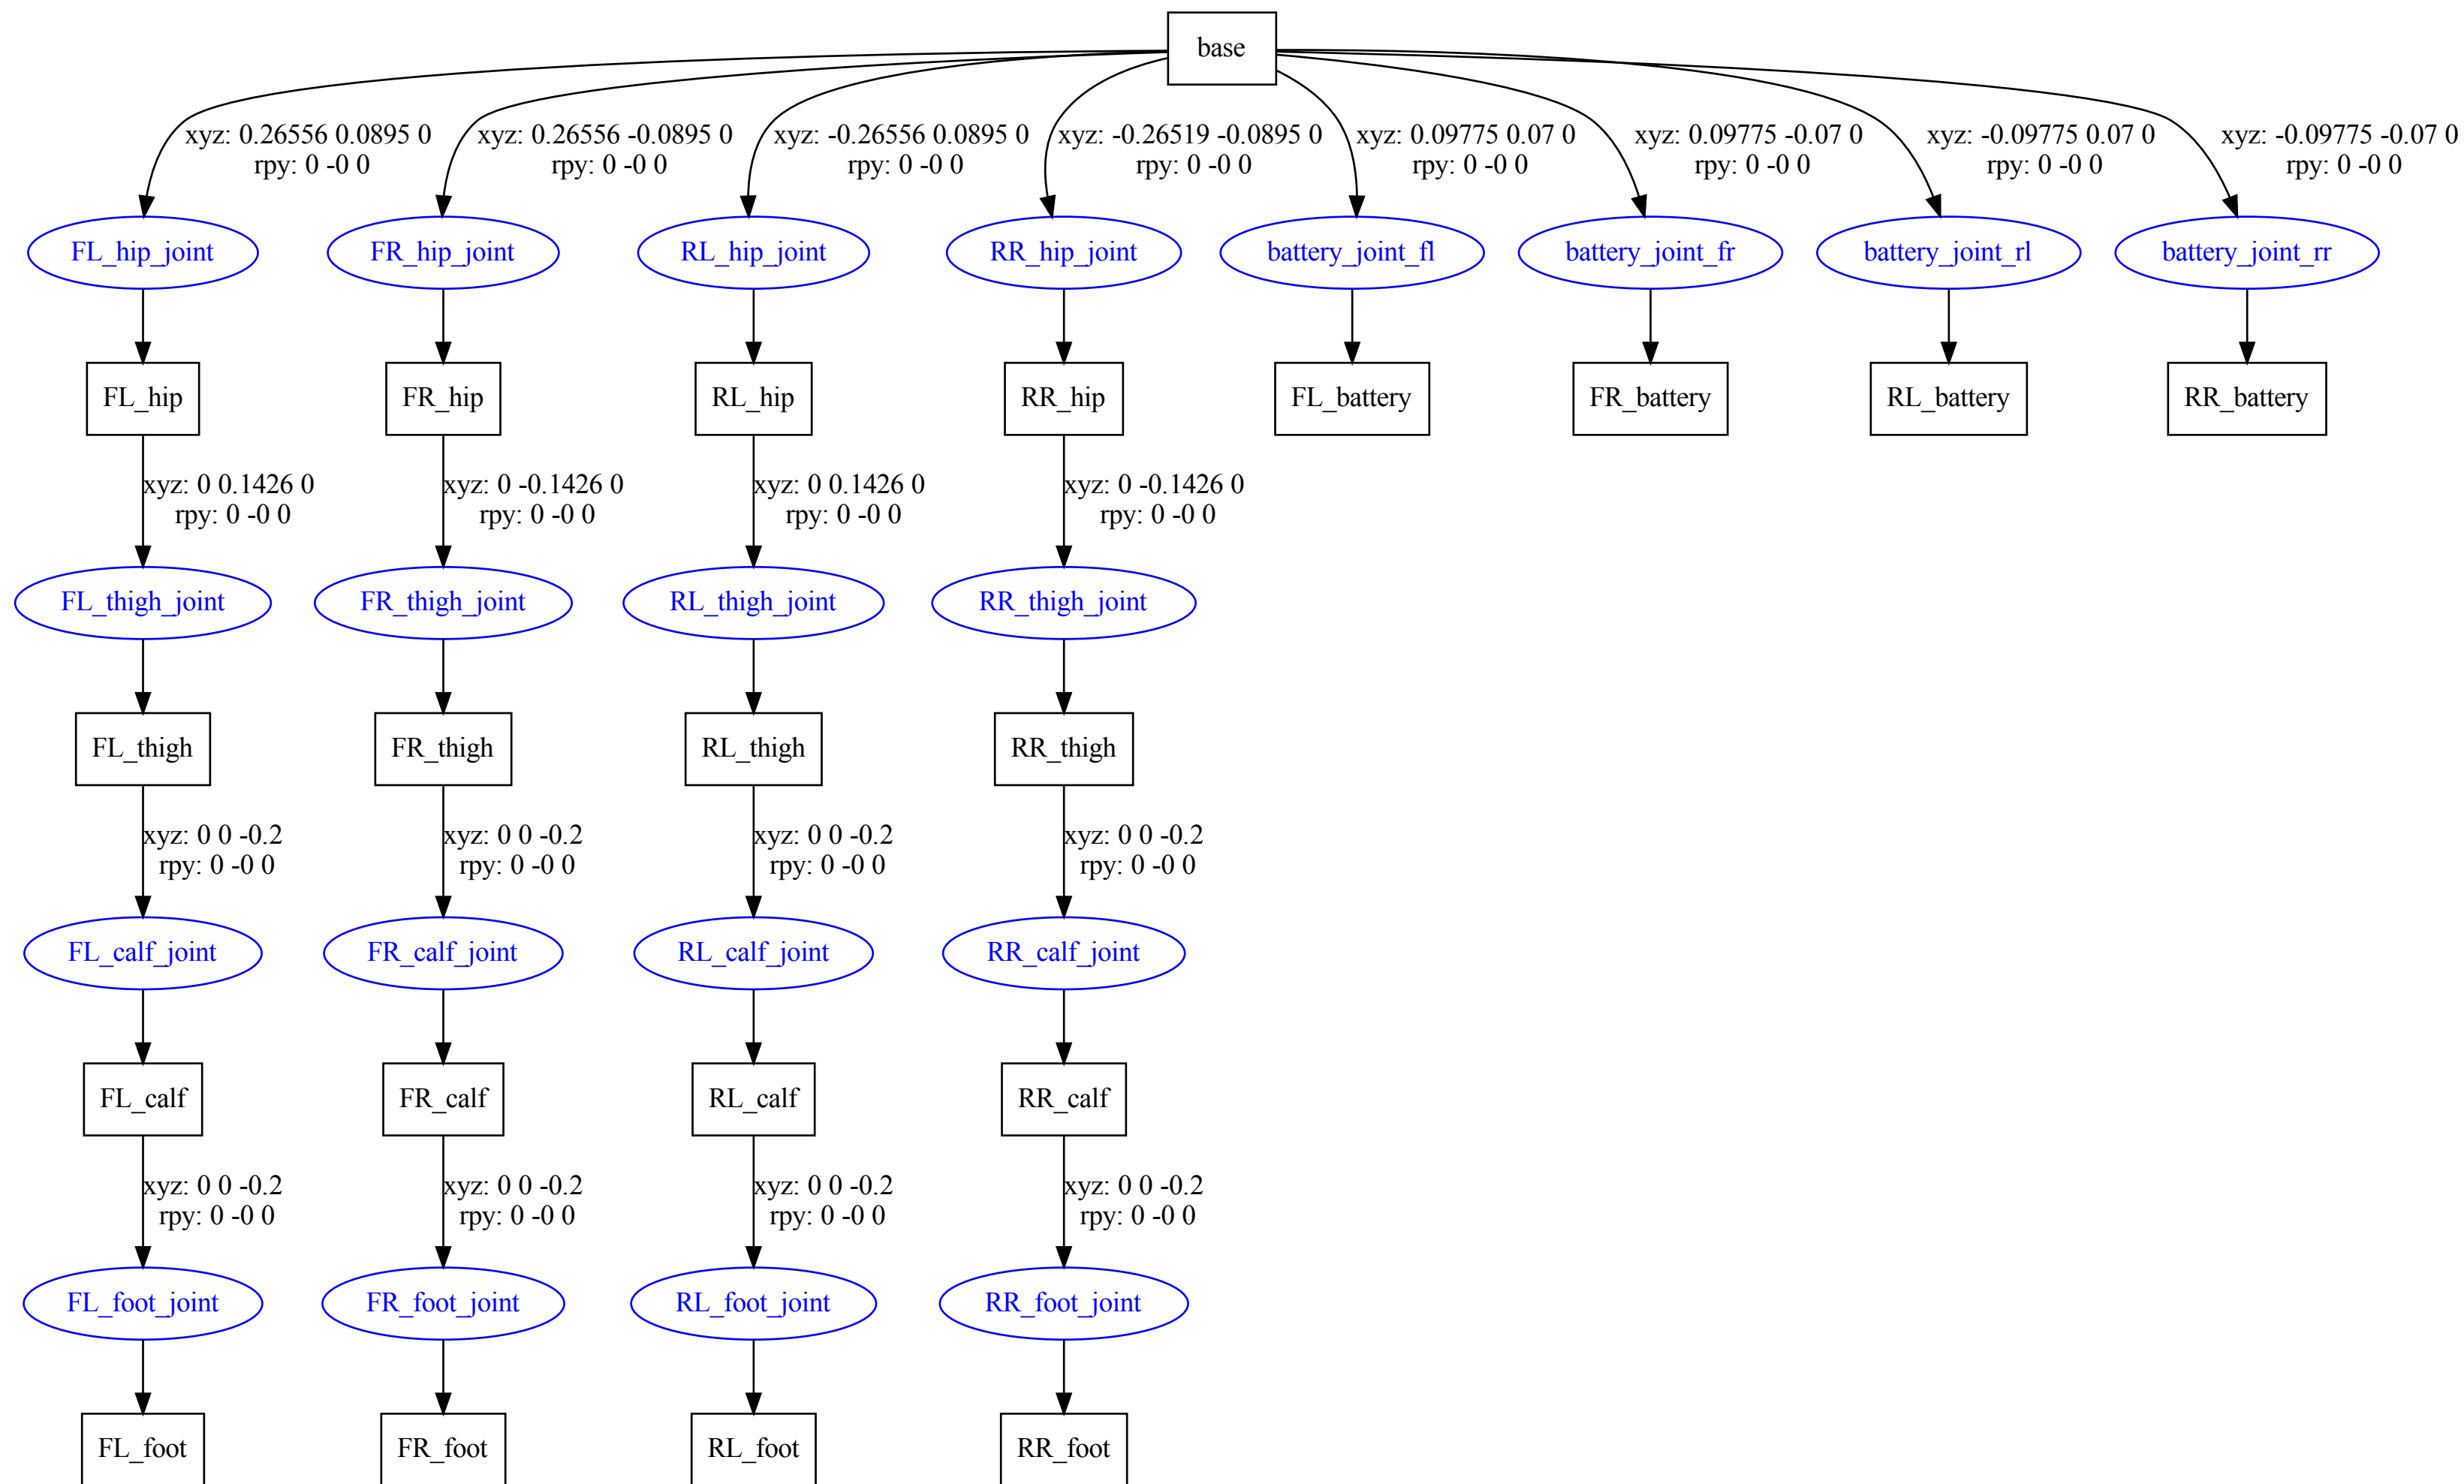 base
xyz: 0.26556 0.0895 0
rpy: 0 -0 0
xyz: 0.26556 -0.0895 0
rpy: 0 -0 0
xyz: -0.26556 0.0895 0
rpy: 0 -0 0
xyz: -0.26519 -0.0895 0
rpy: 0 -0 0
xyz: 0.09775 0.07 0
rpy: 0 -0 0
xyz: 0.09775 -0.07 0
rpy: 0 -0 0
xyz: -0.09775 0.07 0
rpy: 0 -0 0
xyz: -0.09775 -0.07 0
rpy: 0 -0 0
FL_hip_joint
FR_hip_joint
RL_hip_joint
RR_hip_joint
battery_joint_fl
battery_joint_fr
battery_joint_rl
battery_joint_rr
FL_hip
FR_hip
RL_hip
RR_hip
FL_battery
FR_battery
RL_battery
RR_battery
xyz: 0 0.1426 0
rpy: 0 -0 0
xyz: 0 -0.1426 0
rpy: 0 -0 0
xyz: 0 0.1426 0
rpy: 0 -0 0
xyz: 0 -0.1426 0
rpy: 0 -0 0
FL_thigh_joint
FR_thigh_joint
RL_thigh_joint
RR_thigh_joint
FL_thigh
FR_thigh
RL_thigh
RR_thigh
xyz: 0 0 -0.2
rpy: 0 -0 0
xyz: 0 0 -0.2
rpy: 0 -0 0
xyz: 0 0 -0.2
rpy: 0 -0 0
xyz: 0 0 -0.2
rpy: 0 -0 0
FL_calf_joint
FR_calf_joint
RL_calf_joint
RR_calf_joint
FL_calf
FR_calf
RL_calf
RR_calf
xyz: 0 0 -0.2
rpy: 0 -0 0
xyz: 0 0 -0.2
rpy: 0 -0 0
xyz: 0 0 -0.2
rpy: 0 -0 0
xyz: 0 0 -0.2
rpy: 0 -0 0
FL_foot_joint
FR_foot_joint
RL_foot_joint
RR_foot_joint
FL_foot
FR_foot
RL_foot
RR_foot